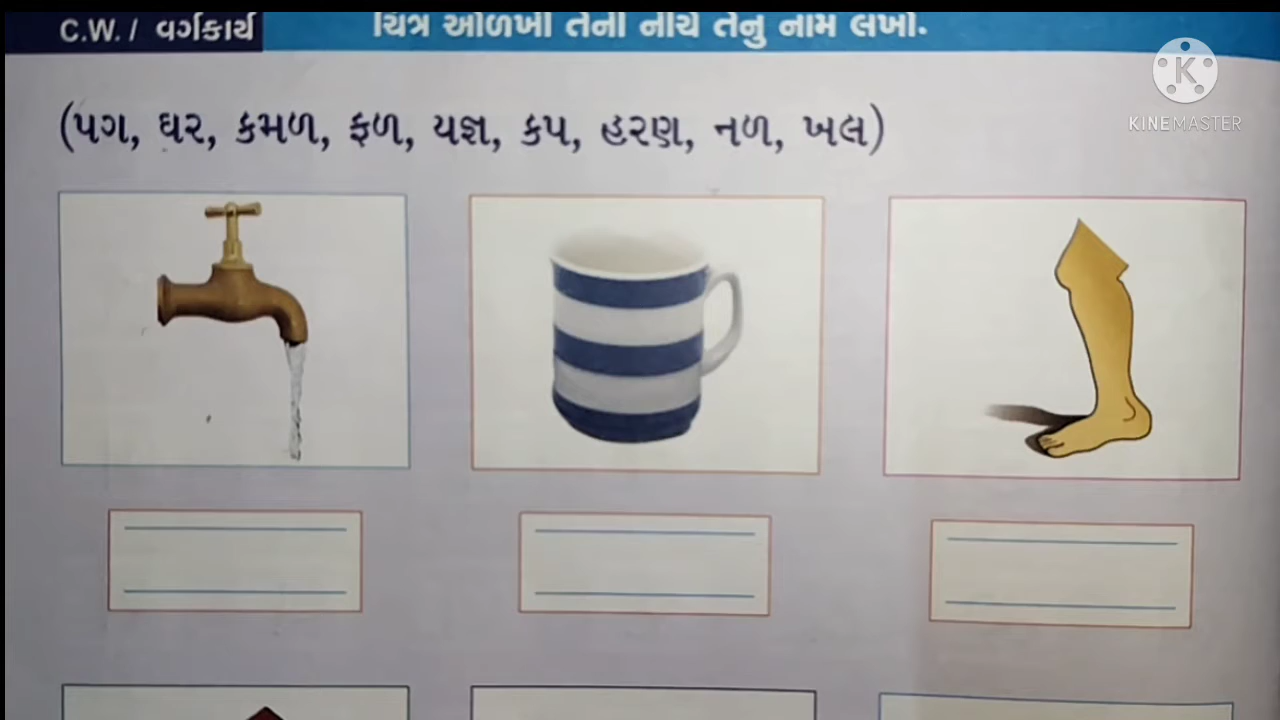 C.W. / વર્ગકાર્ય
ચિત્ર ઓળખી તેની નીચે તેનુ નામ લખો.
K
KINEMASTER
(પગ, ઘર, કમળ, ફળ, યજ્ઞ, કપ, હરણ, નળ, ખલ)